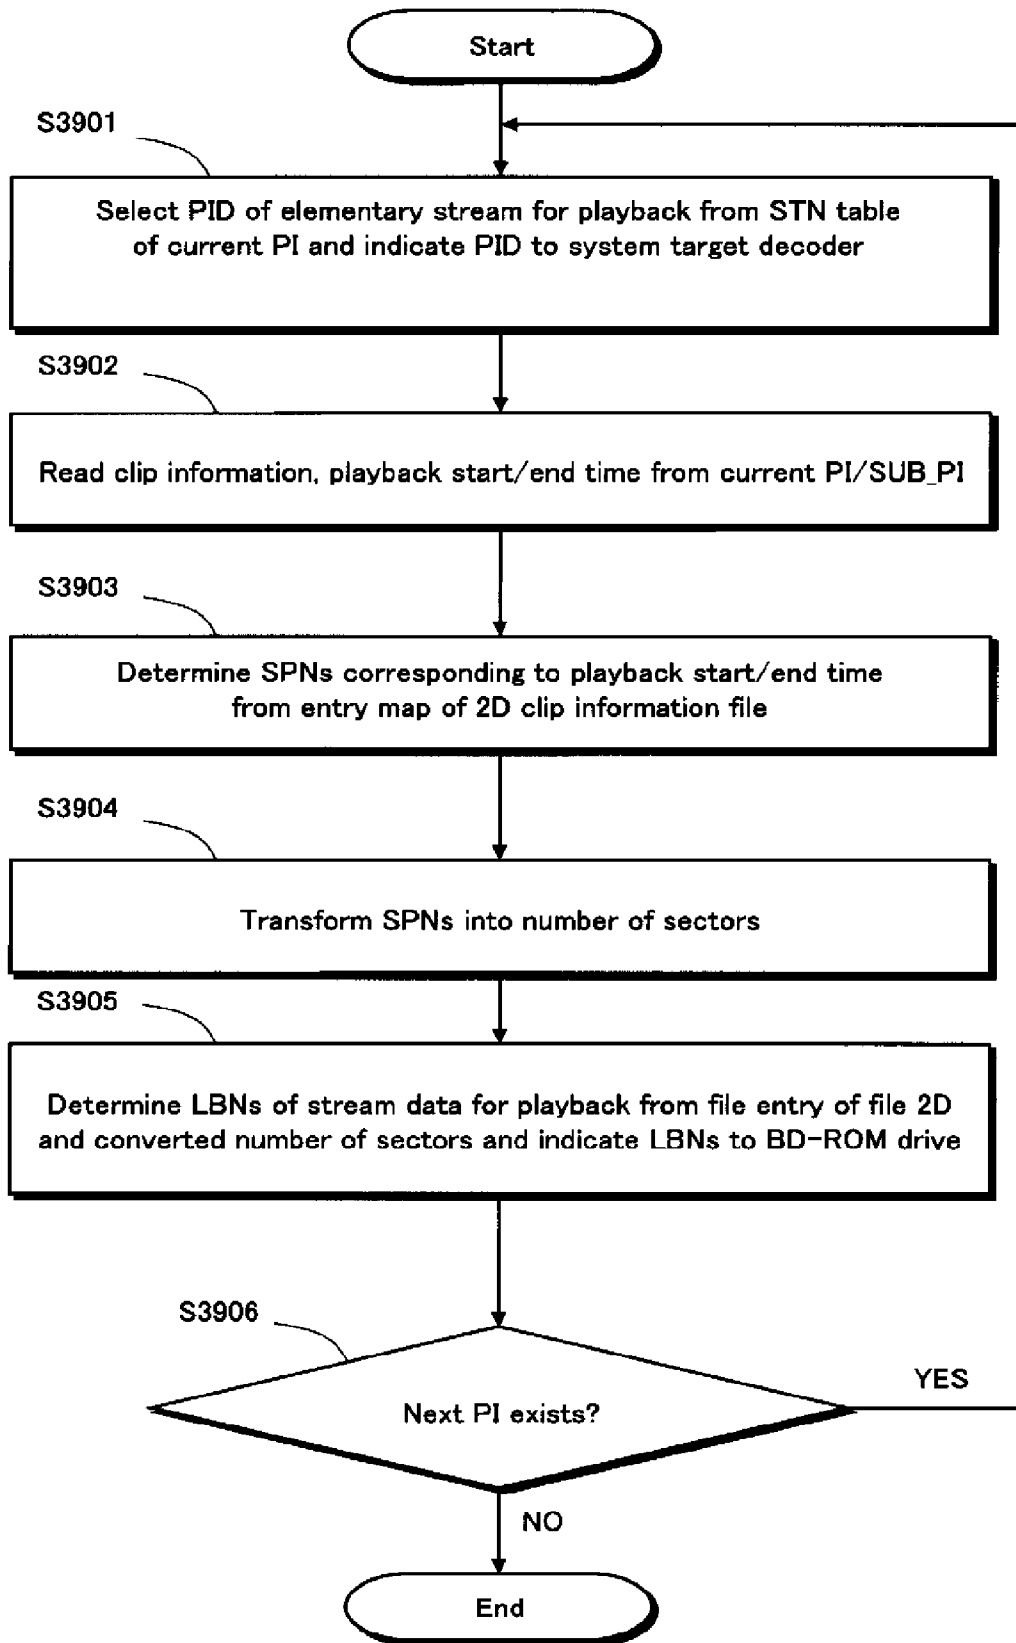 Start
S3901
Select PID of elementary stream for playback from STN table
of current PI and indicate PID to system target decoder
S3902
Read clip information, playback start/end time from current PI/SUB_PI
S3903
Determine SPNs corresponding to playback start/end time
from entry map of 2D clip information file
S3904
Transform SPNs into number of sectors
S3905
Determine LBNs of stream data for playback from file entry of file 2D
and converted number of sectors and indicate LBNs to BD-ROM drive
S3906
Next PI exists?
YES
NO
End